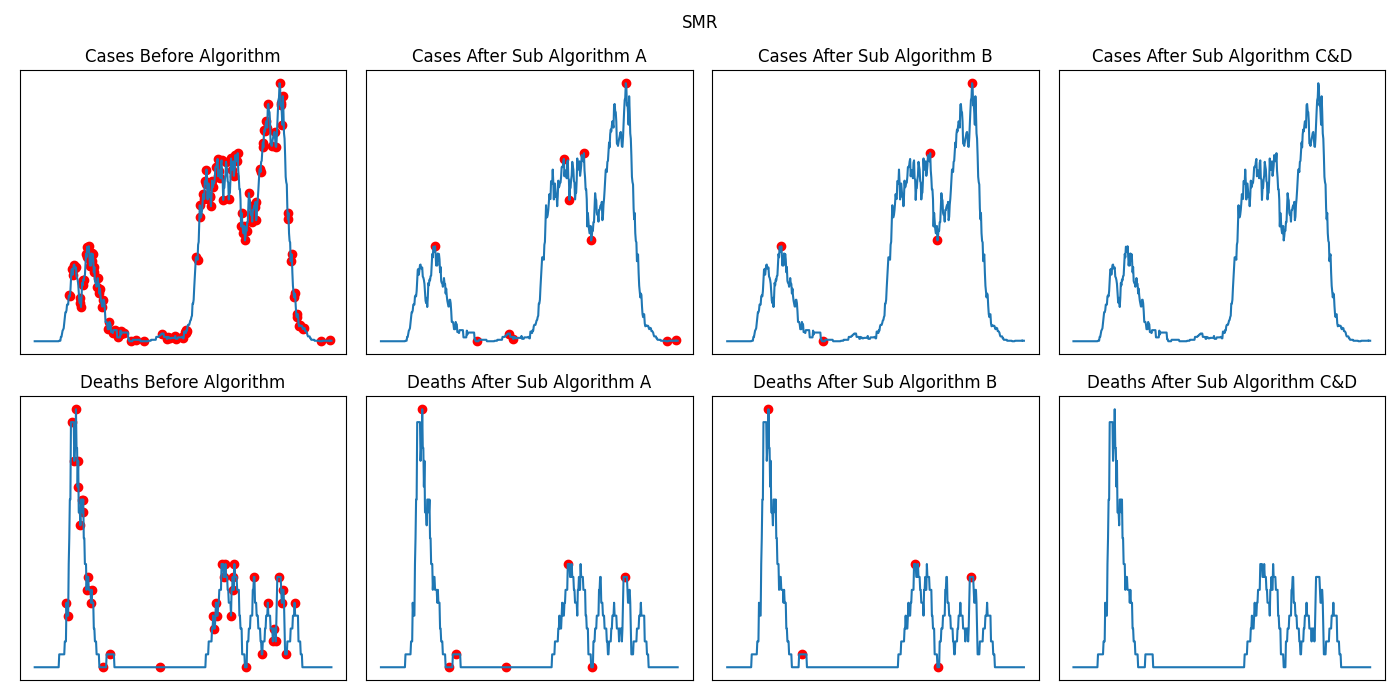 SMR
Cases Before Algorithm
Cases After Sub Algorithm A
Cases After Sub Algorithm B
Cases After Sub Algorithm C&D
Deaths Before Algorithm
Deaths After Sub Algorithm A
Deaths After Sub Algorithm B
Deaths After Sub Algorithm C&D